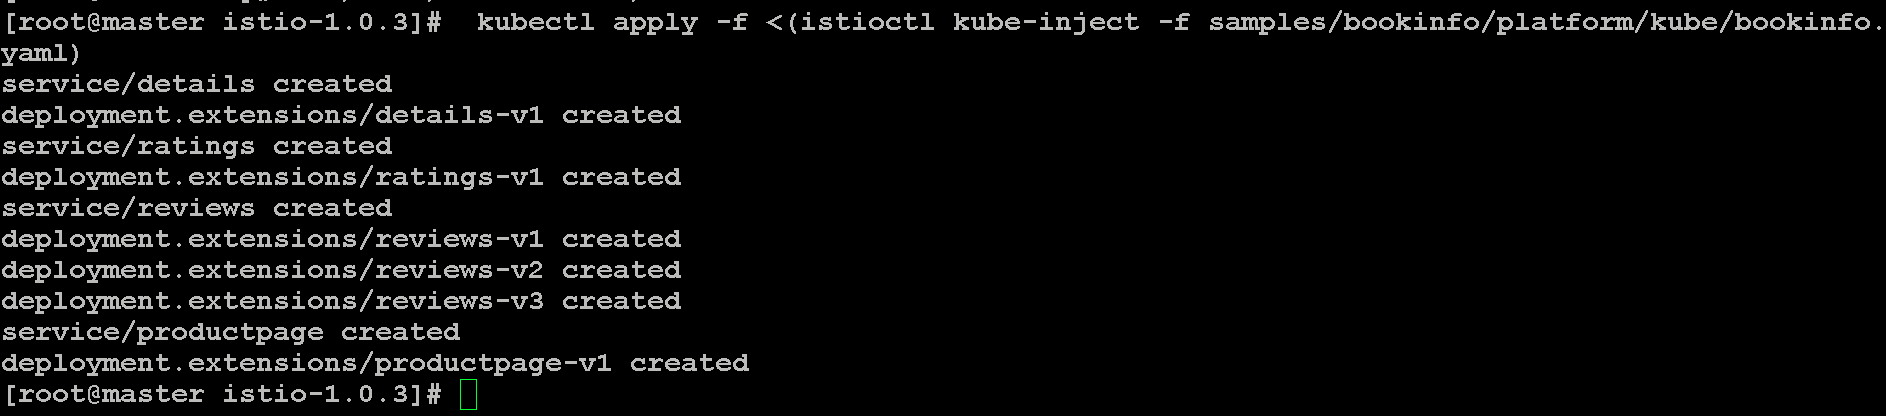 [root@master istio-1.0.3]#  kubectl apply -f <(istioctl kube-inject -f samples/bookinfo/platform/kube/bookinfo.
yaml)
service/details created
deployment.extensions/details-v1 created
service/ratings created
deployment.extensions/ratings-v1 created
service/reviews created
deployment.extensions/reviews-v1 created
deployment.extensions/reviews-v2 created
deployment.extensions/reviews-v3 created
service/productpage created
deployment.extensions/productpage-v1 created
[root@master istio-1.0.3]#